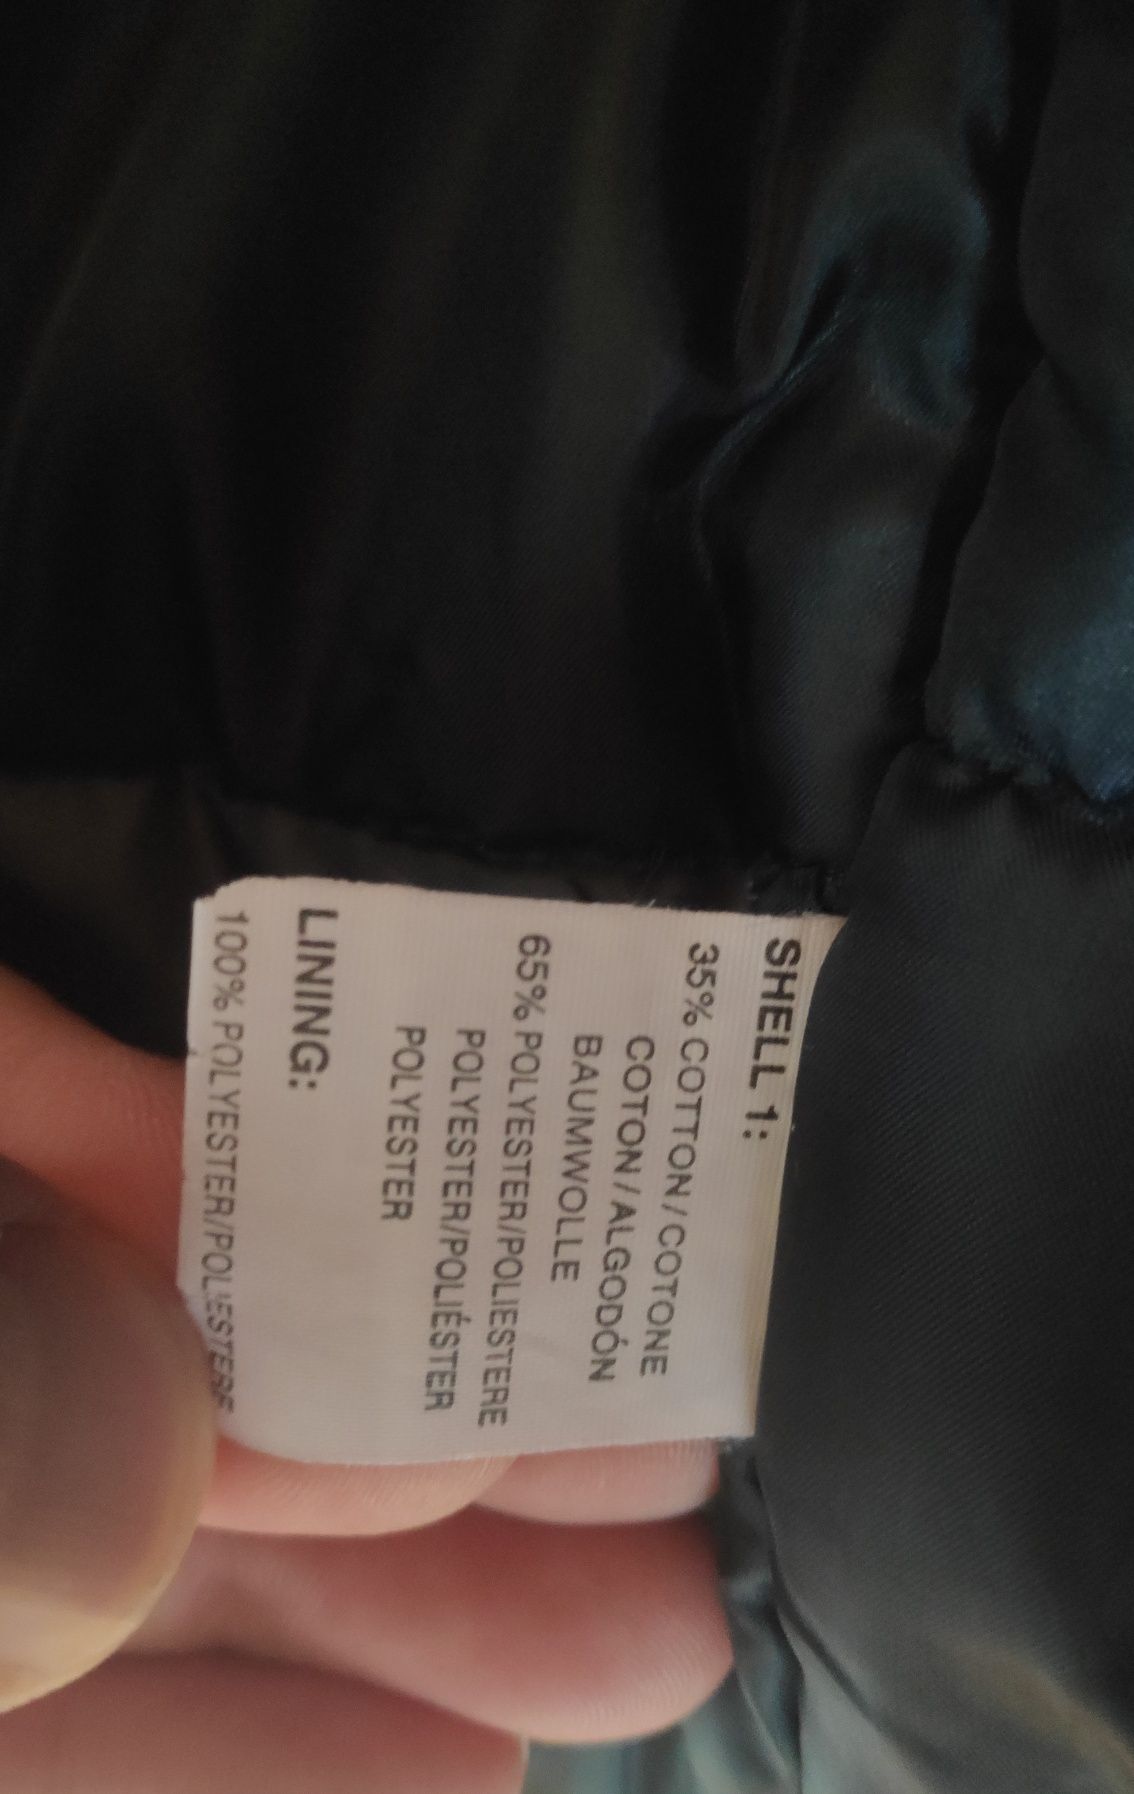 SHELL 1:
35% COTTON/COTONE
COTON/ALGODÓN
BAUMWOLLE
65% POLYESTER/POLIESTERE
POLYESTER/POLIÉSTER
POLYESTER
LINING:
100% POLYESTER/POLIESTERE